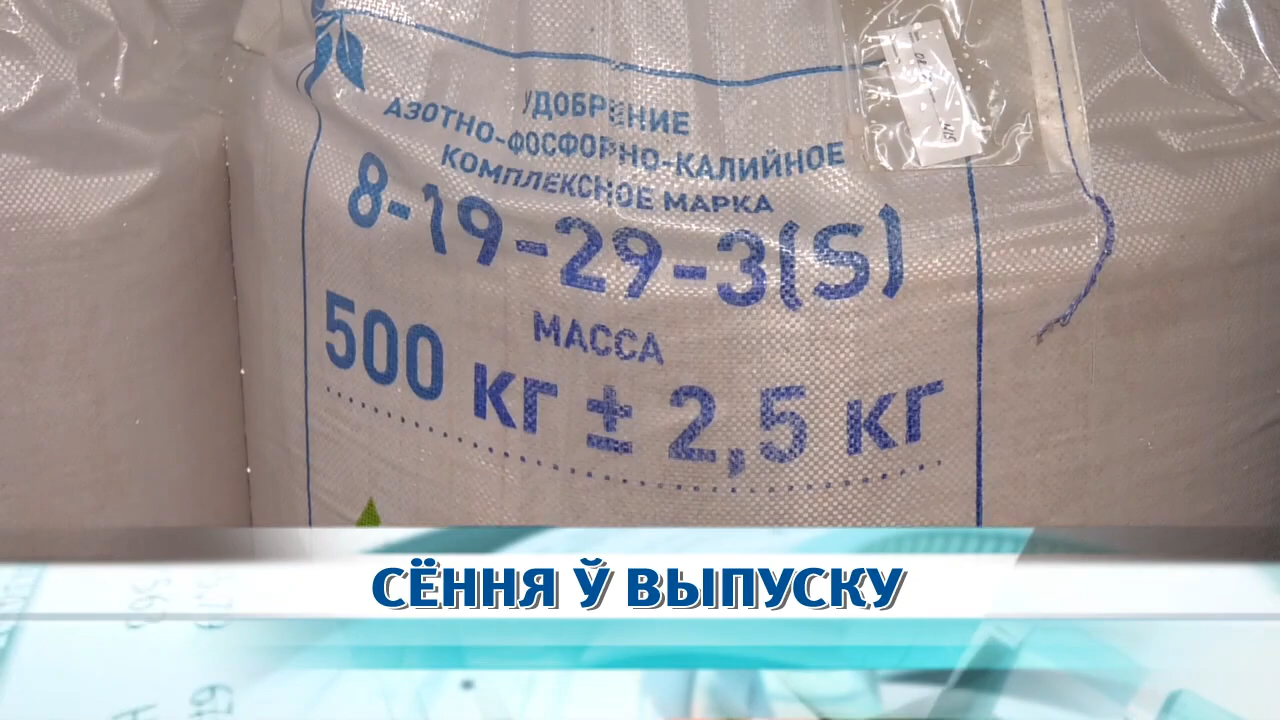 УДОБРЕНИЕ
АЗОТНО-ФОСФОРНО-КАЛИЙНОЕ
КОМПЛЕКСНОЕ МАРКА
8-19-29-3(S)
МАССА
500 кг ± 2,5 кг
СЁННЯ Ў ВЫПУСКУ